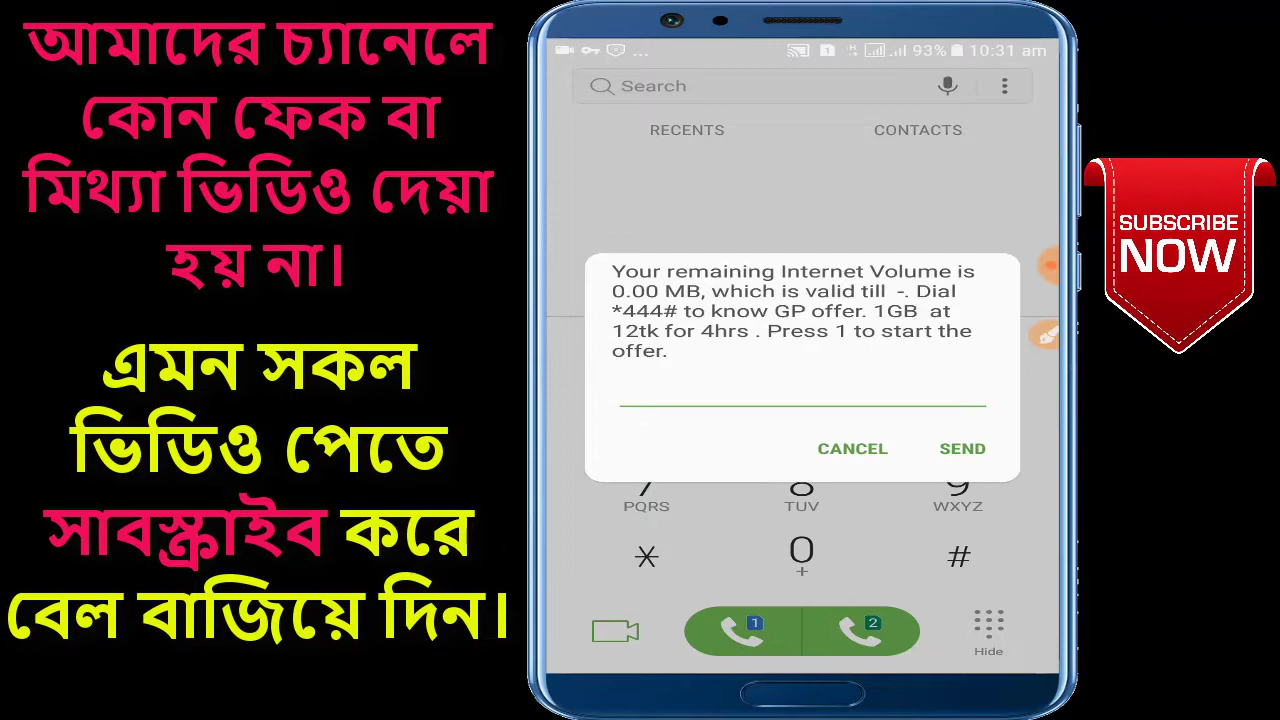 আমাদের চ্যানেলে
কোন ফেক বা
মিথ্যা ভিডিও দেয়া
হয় না।
এমন সকল
ভিডিও পেতে
সাবস্ক্রাইব করে
বেল বাজিয়ে দিন।
... 1 93% 10:31 am
Search
RECENTS CONTACTS
Your remaining Internet Volume is
0.00 MB, which is valid till -. Dial
*444# to know GP offer. 1GB at
12tk for 4hrs . Press 1 to start the
offer.
CANCEL SEND
7 8 9
PQRS TUV WXYZ
* 0 #
+
1 2
Hide
SUBSCRIBE
NOW